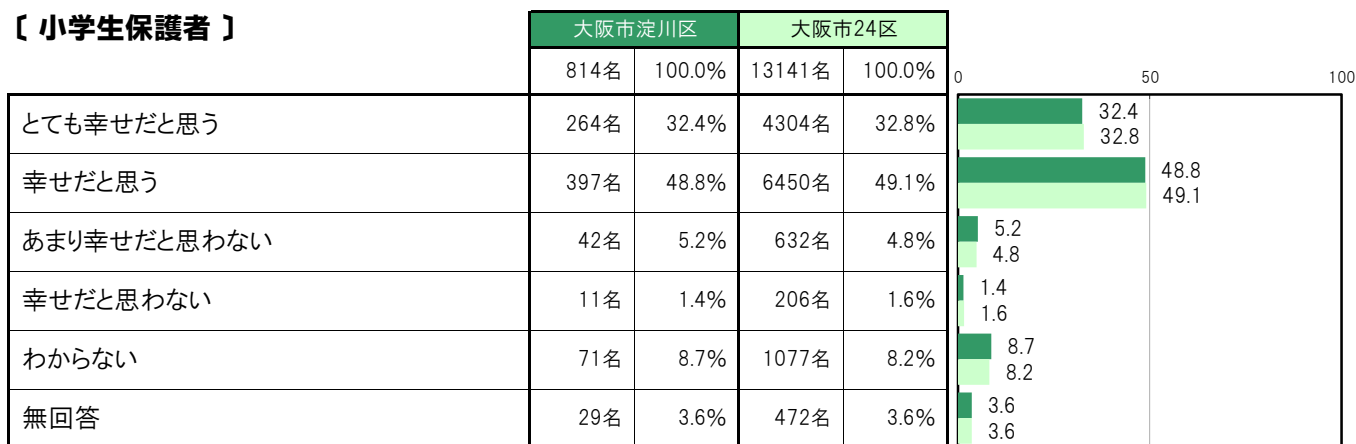 〔 小学生保護者 〕
大阪市淀川区 大阪市24区
814名 100.0% 13141名 100.0% 0 50 100
とても幸せだと思う 264名 32.4% 4304名 32.8% 32.4
32.8
幸せだと思う 397名 48.8% 6450名 49.1% 48.8
49.1
あまり幸せだと思わない 42名 5.2% 632名 4.8% 5.2
4.8
幸せだと思わない 11名 1.4% 206名 1.6% 1.4
1.6
わからない 71名 8.7% 1077名 8.2% 8.7
8.2
無回答 29名 3.6% 472名 3.6% 3.6
3.6